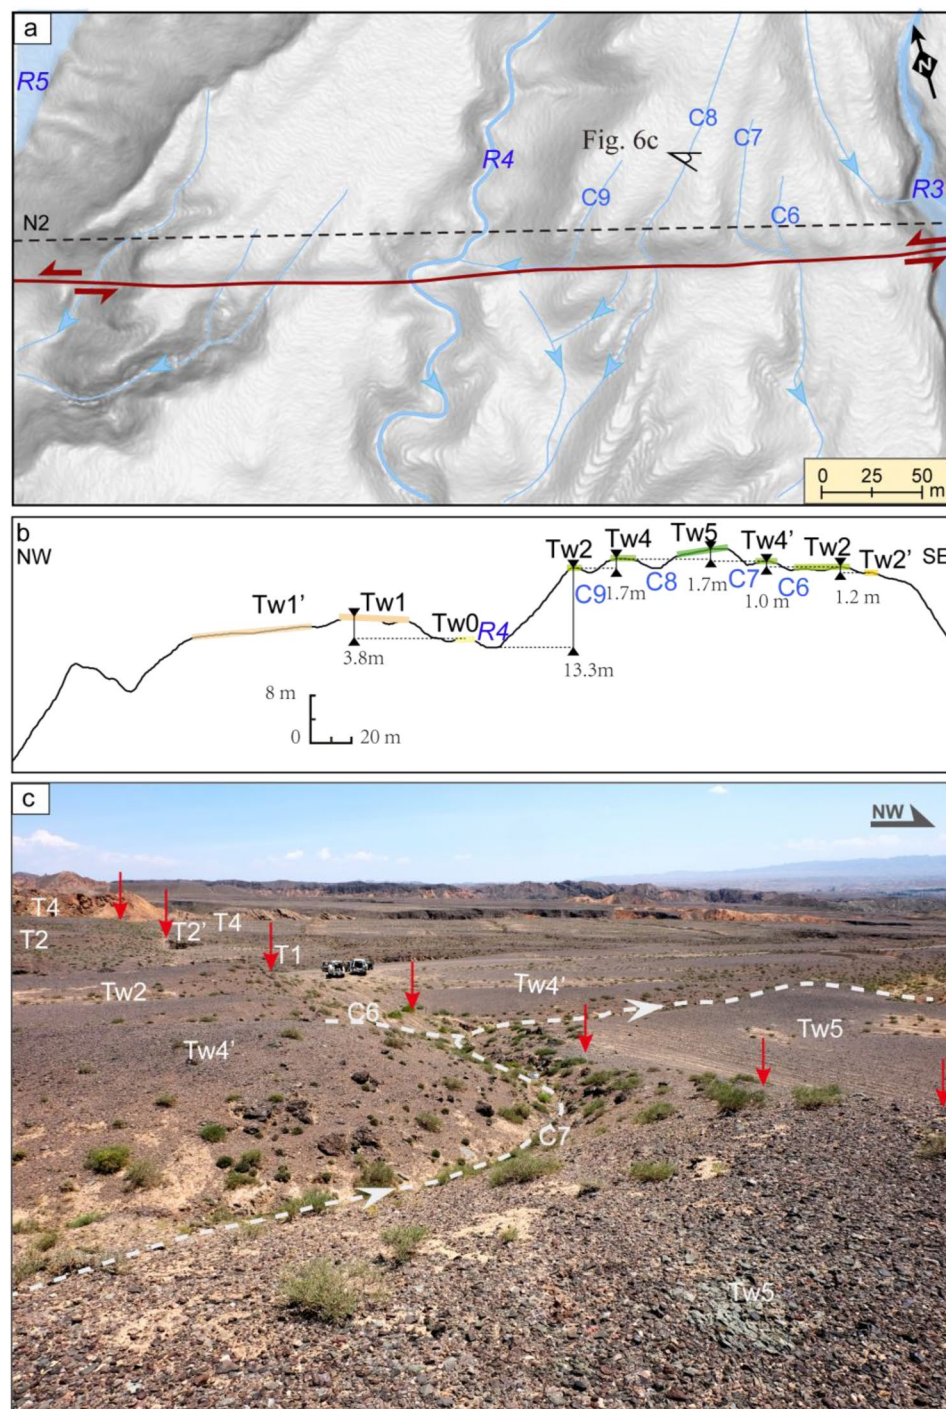 a
R5
C8
Fig. 6c
C7
N
R4
C9
R3
C6
N2
0 25 50
m
b
NW
Tw2 Tw4 Tw5 Tw4' Tw2 SE
Tw2'
C9 1.7m C8 1.7m C7 C6
1.0 m 1.2 m
Tw1' Tw1
Tw0 R4
3.8m 13.3m
8 m
0 20 m
c
NW
T4
T2 T2' T4
T1
Tw2 Tw4'
C6
Tw5
Tw4'
C7
Tw5